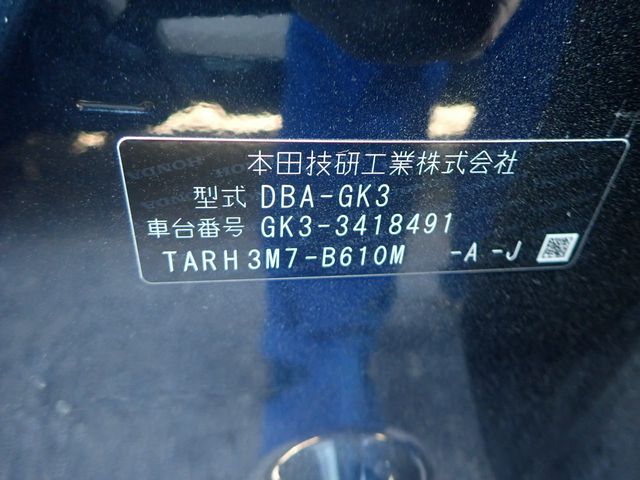 本田技研工業株式会社
型式 DBA-GK3
車台番号 GK3-3418491
TARH3M7-B610M -A-J